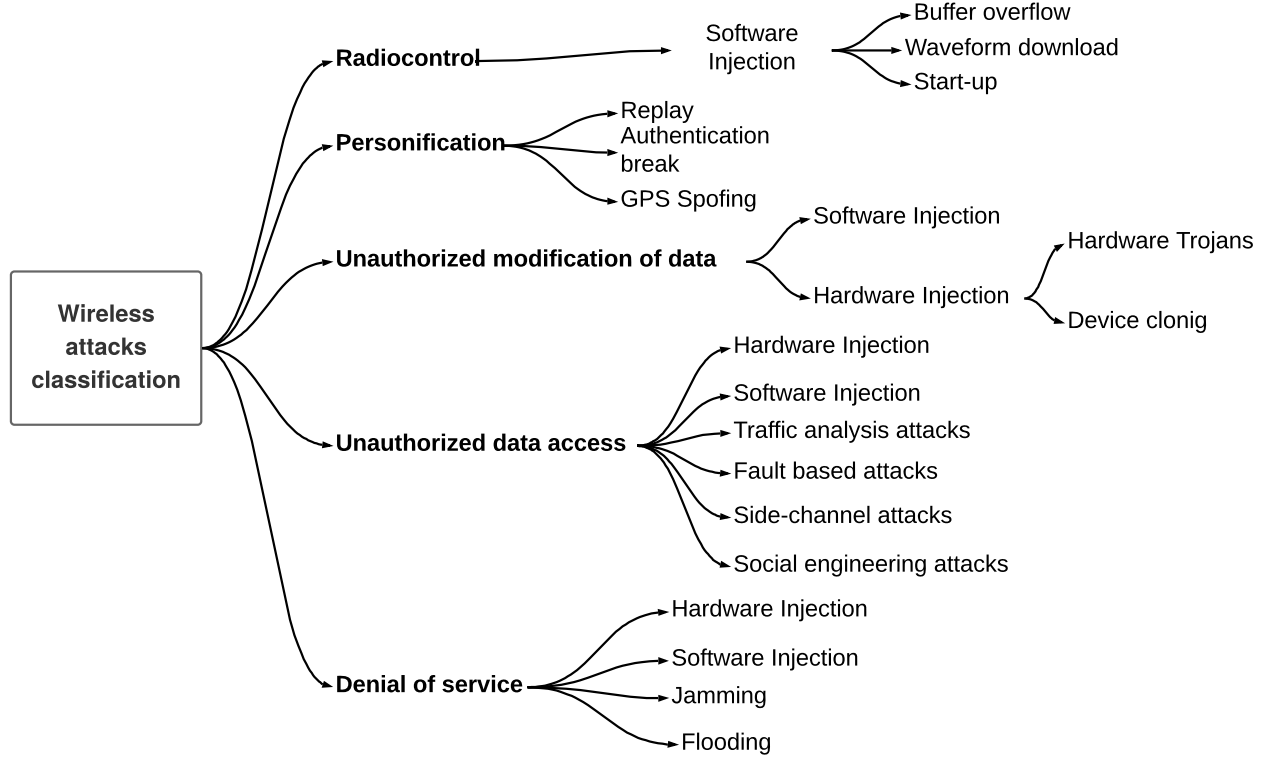 Wireless
attacks
classification
Radiocontrol
Software
Injection
Buffer overflow
Waveform download
Start-up
Personification
Replay
Authentication
break
GPS Spofing
Unauthorized modification of data
Software Injection
Hardware Injection
Hardware Trojans
Device clonig
Unauthorized data access
Hardware Injection
Software Injection
Traffic analysis attacks
Fault based attacks
Side-channel attacks
Social engineering attacks
Denial of service
Hardware Injection
Software Injection
Jamming
Flooding